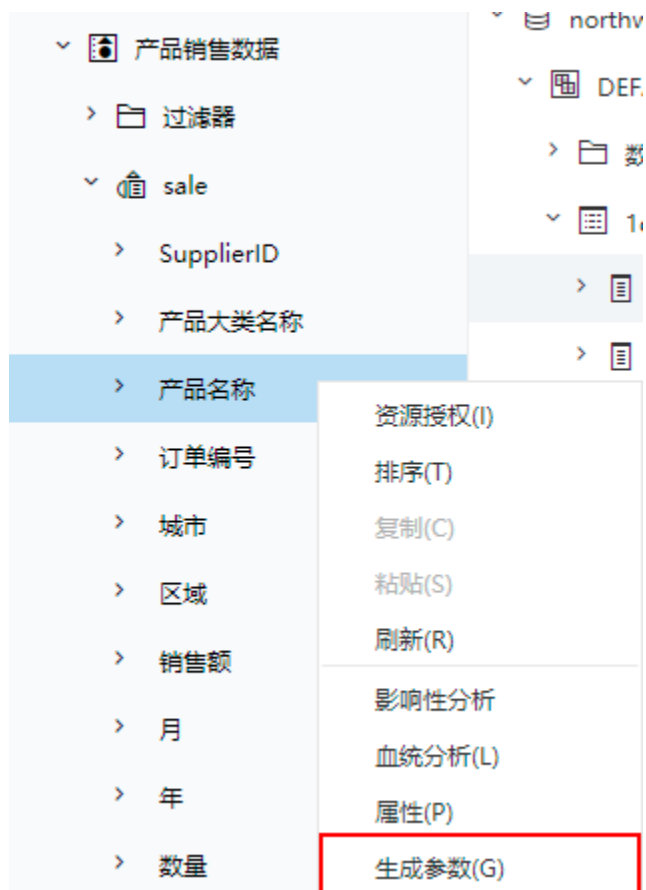 产品销售数据
过滤器
sale
SupplierID
产品大类名称
产品名称
订单编号
城市
区域
销售额
月
年
数量
northw
DEF
数
资源授权(I)
排序(T)
复制(C)
粘贴(S)
刷新(R)
影响性分析
血统分析(L)
属性(P)
生成参数(G)